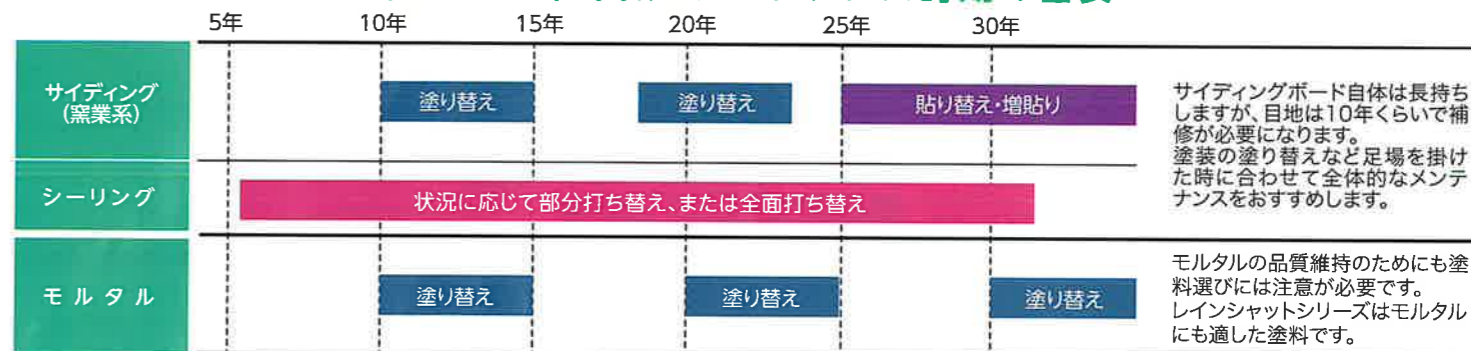 5年 10年 15年 20年 25年 30年
サイディング
(窯業系)
塗り替え 塗り替え 貼り替え・増貼り
サイディングボード自体は長持ち
しますが、目地は10年くらいで補
修が必要になります。
塗装の塗り替えなど足場を掛け
た時に合わせて全体的なメンテ
ナンスをおすすめします。
シーリング
状況に応じて部分打ち替え、または全面打ち替え
モルタル
塗り替え 塗り替え 塗り替え
モルタルの品質維持のためにも塗
料選びには注意が必要です。
レインシャットシリーズはモルタル
にも適した塗料です。